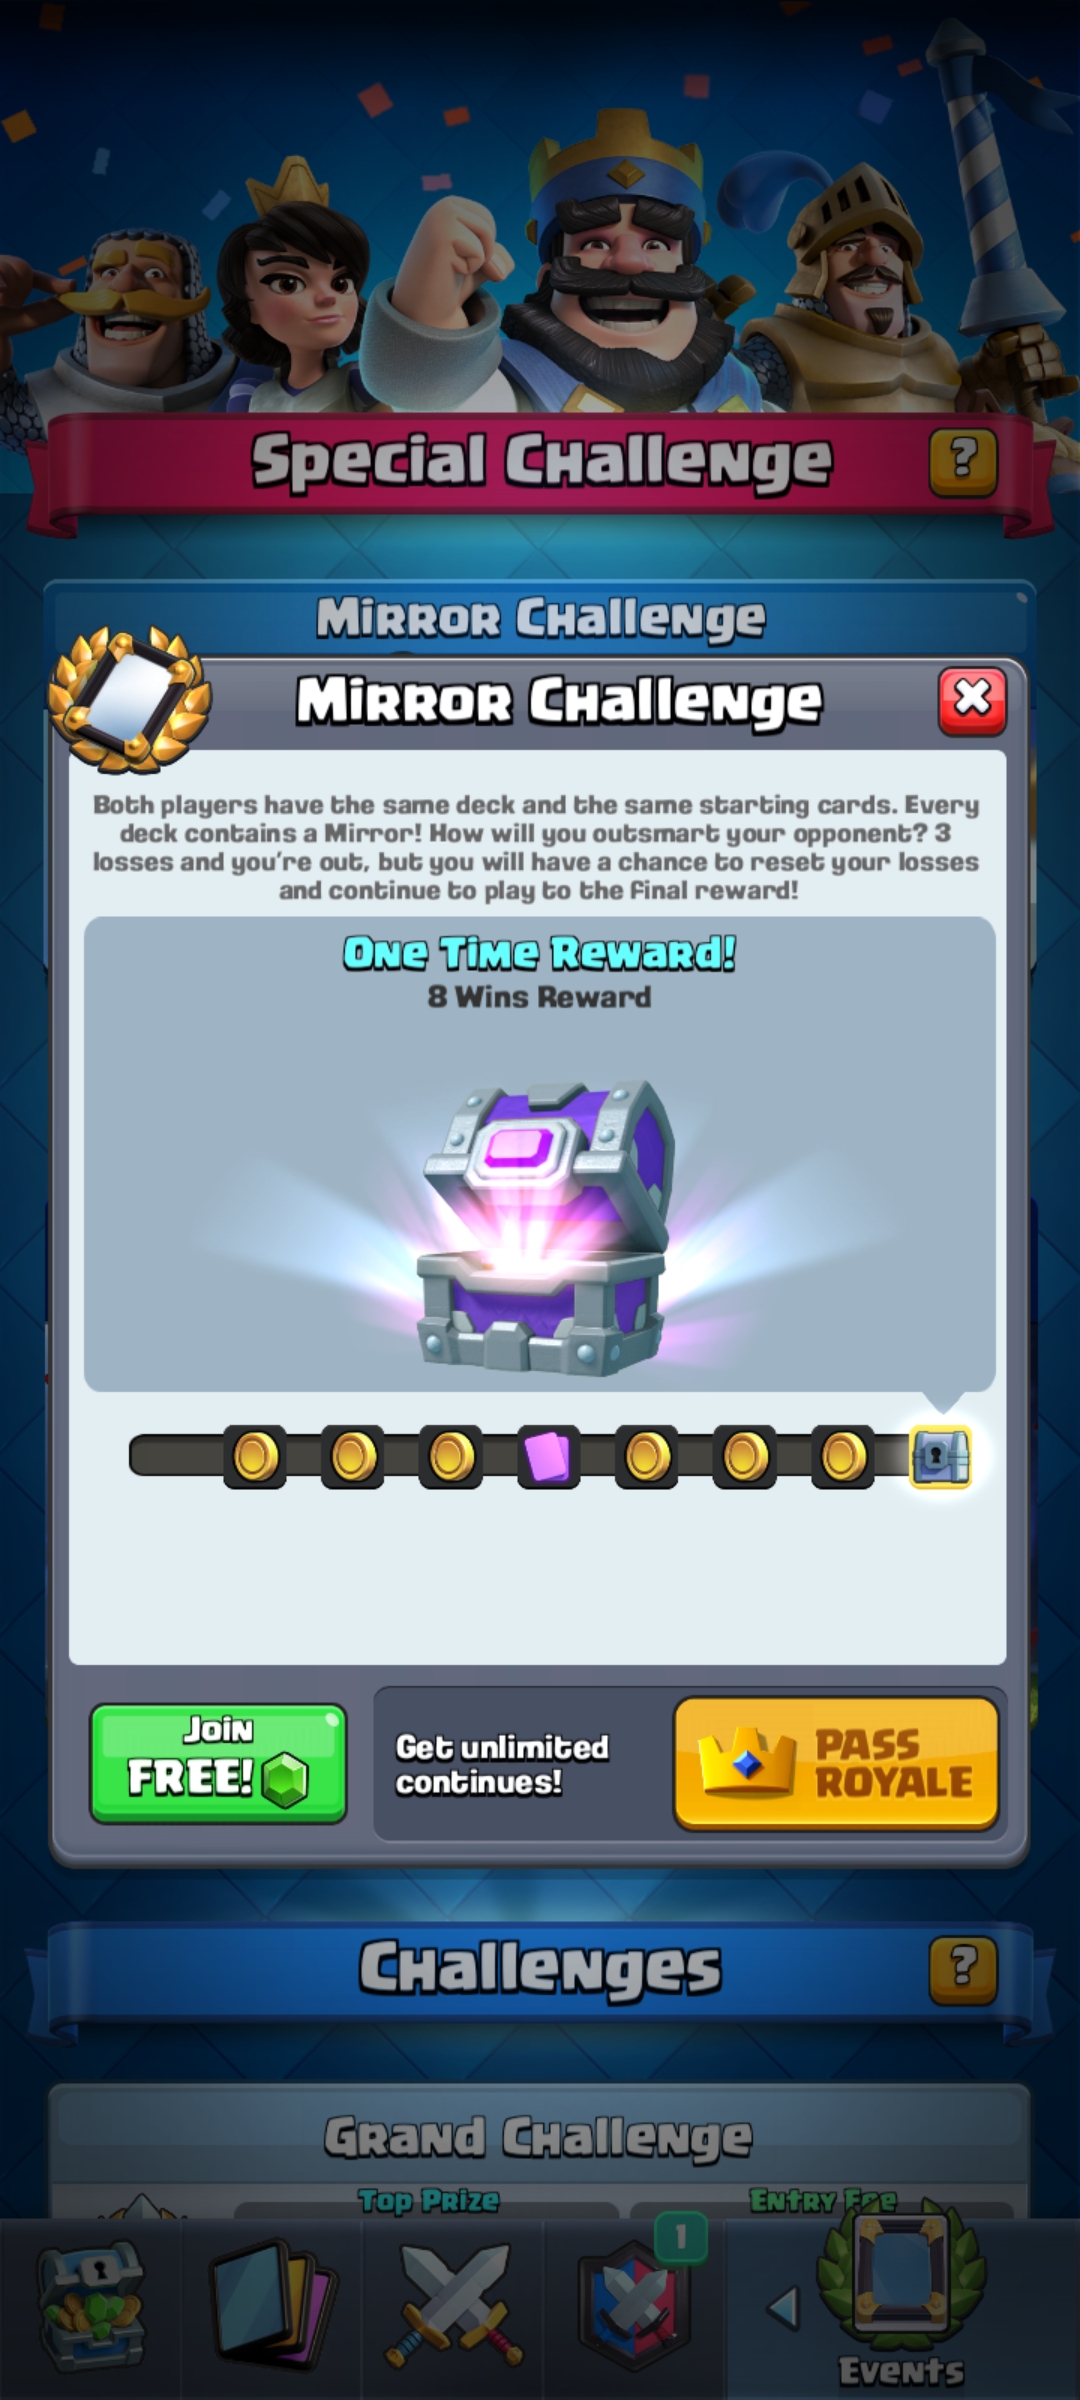 Special Challenge
?
Mirror Challenge
Mirror Challenge
Both players have the same deck and the same starting cards. Every
deck contains a Mirror! How will you outsmart your opponent? 3
losses and you're out, but you will have a chance to reset your losses
and continue to play to the final reward!
One Time Reward!
8 Wins Reward
Join
FREE!
Get unlimited
continues!
PASS
ROYALE
Challenges
?
Grand Challenge
Top Prize
Entry Fee
1
Events